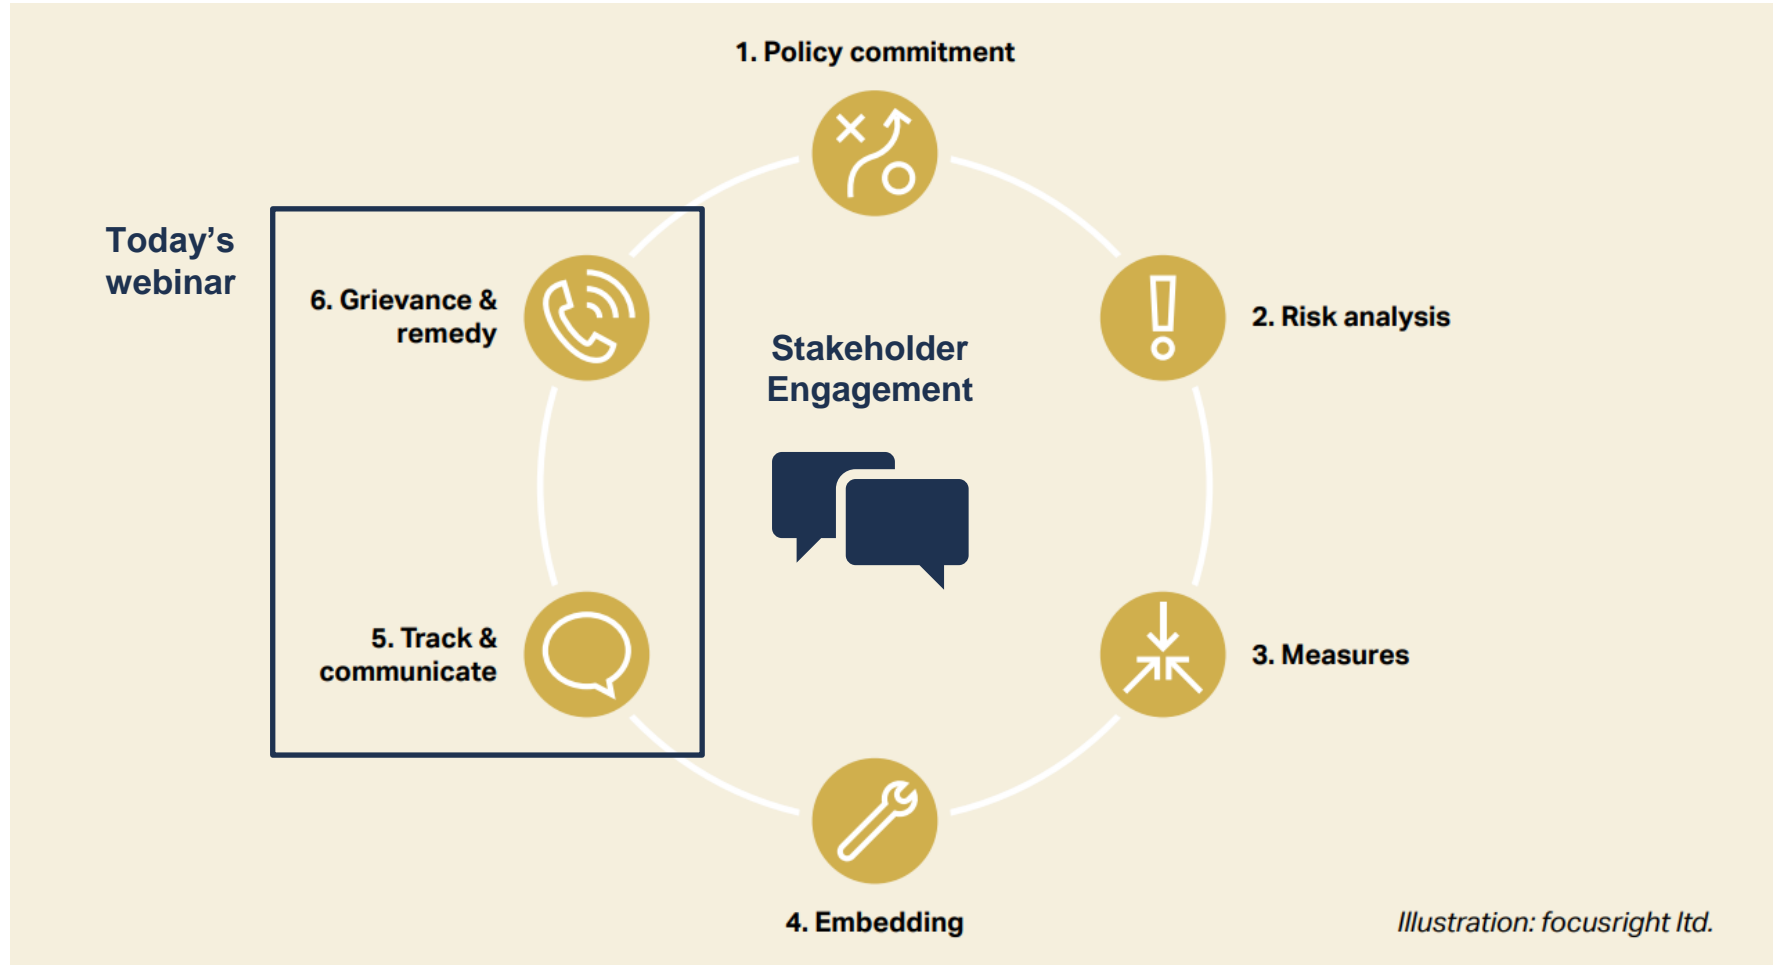 1. Policy commitment
Today’s
webinar
6. Grievance &
remedy
2. Risk analysis
Stakeholder
Engagement
5. Track &
communicate
3. Measures
4. Embedding
Illustration: focusright ltd.